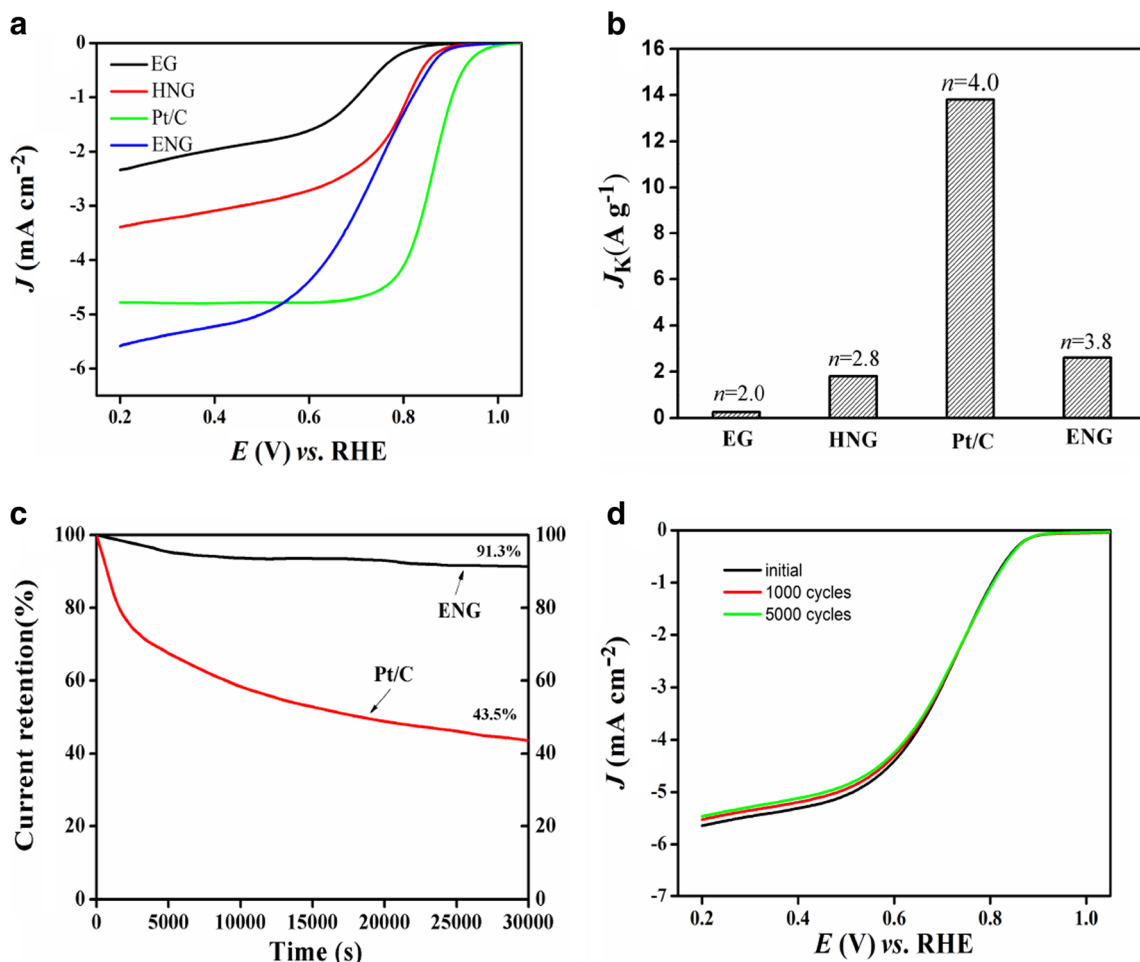 a
0
-1
-2
-3
-4
-5
-6
J (mA cm⁻²)
EG
HNG
Pt/C
ENG
0.2 0.4 0.6 0.8 1.0
E (V) vs. RHE
b
16
14
12
10
8
6
4
2
0
J_K(A g⁻¹)
n=2.0
n=2.8
n=4.0
n=3.8
EG HNG Pt/C ENG
c
100
80
60
40
20
0
Current retention(%)
91.3%
ENG
Pt/C
43.5%
100
80
60
40
20
0
0 5000 10000 15000 20000 25000 30000
Time (s)
d
0
-1
-2
-3
-4
-5
-6
-7
J (mA cm⁻²)
initial
1000 cycles
5000 cycles
0.2 0.4 0.6 0.8 1.0
E (V) vs. RHE